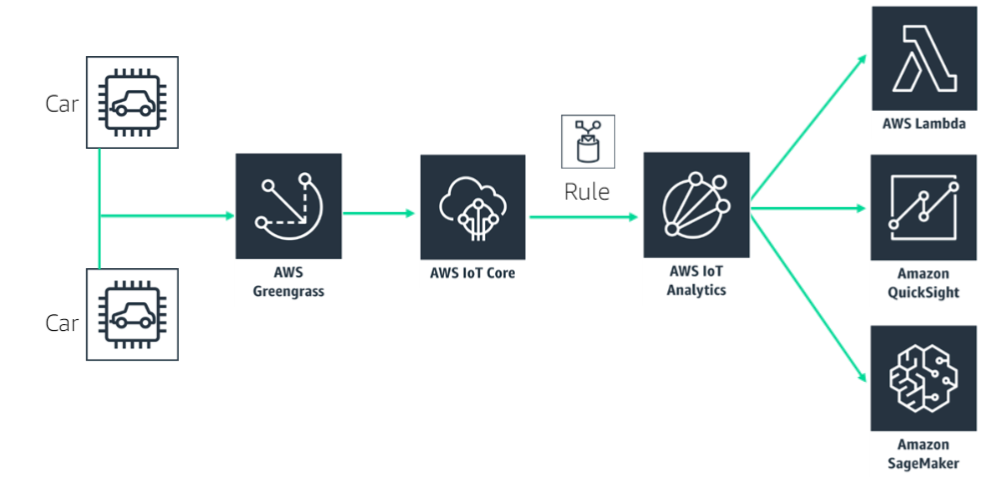 Car
Car
AWS
Greengrass
AWS IoT Core
Rule
AWS IoT
Analytics
AWS Lambda
Amazon
QuickSight
Amazon
SageMaker